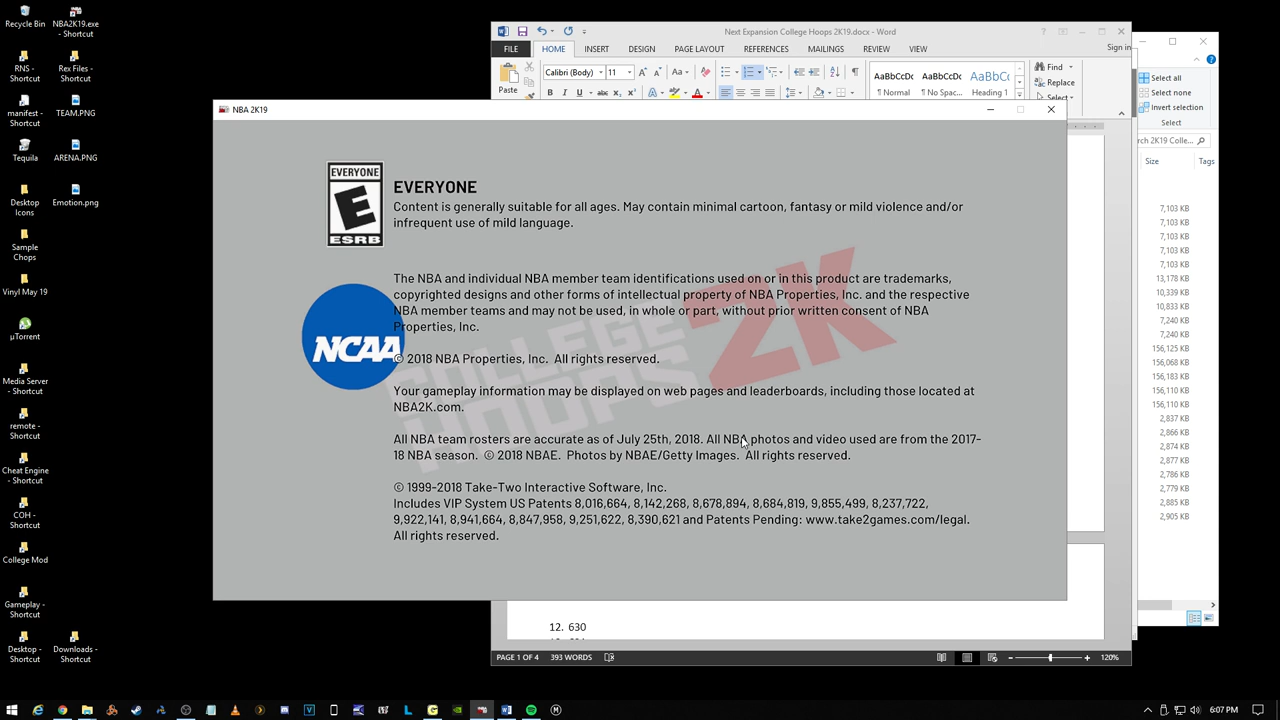 Recycle Bin
NBA2K19.exe - Shortcut
RNS - Shortcut
Rex Files - Shortcut
manifest - Shortcut
TEAM.PNG
Tequila
ARENA.PNG
Desktop Icons
Emotion.png
Sample Chops
Vinyl May 19
µTorrent
Media Server - Shortcut
remote - Shortcut
Cheat Engine - Shortcut
COH - Shortcut
College Mod
Gameplay - Shortcut
Desktop - Shortcut
Downloads - Shortcut
Next Expansion College Hoops 2K19.docx - Word
FILE HOME INSERT DESIGN PAGE LAYOUT REFERENCES MAILINGS REVIEW VIEW Sign in
Paste
Calibri (Body) 11
AaBbCcDc AaBbCcDc AaBbCc
¶ Normal ¶ No Spac... Heading 1
Find
Replace
Select
Select all
Select none
Invert selection
Select
rch 2K19 Colle...
Size Tags
7,103 KB
7,103 KB
7,103 KB
7,103 KB
7,103 KB
13,178 KB
10,339 KB
10,833 KB
7,240 KB
7,240 KB
156,125 KB
156,068 KB
156,183 KB
156,110 KB
156,110 KB
2,837 KB
2,866 KB
2,874 KB
2,877 KB
2,786 KB
2,779 KB
2,885 KB
2,905 KB
NBA 2K19
EVERYONE
E
ESRB
EVERYONE
Content is generally suitable for all ages. May contain minimal cartoon, fantasy or mild violence and/or
infrequent use of mild language.
NCAA
COLLEGE HOOPS 2K
The NBA and individual NBA member team identifications used on or in this product are trademarks,
copyrighted designs and other forms of intellectual property of NBA Properties, Inc. and the respective
NBA member teams and may not be used, in whole or part, without prior written consent of NBA
Properties, Inc.
© 2018 NBA Properties, Inc.  All rights reserved.
Your gameplay information may be displayed on web pages and leaderboards, including those located at
NBA2K.com.
All NBA team rosters are accurate as of July 25th, 2018. All NBA photos and video used are from the 2017-
18 NBA season.  © 2018 NBAE.  Photos by NBAE/Getty Images.  All rights reserved.
© 1999-2018 Take-Two Interactive Software, Inc.
Includes VIP System US Patents 8,016,664, 8,142,268, 8,678,894, 8,684,819, 9,855,499, 8,237,722,
9,922,141, 8,941,664, 8,847,958, 9,251,622, 8,390,621 and Patents Pending: www.take2games.com/legal.
All rights reserved.
12. 630
PAGE 1 OF 4 393 WORDS 120%
6:07 PM